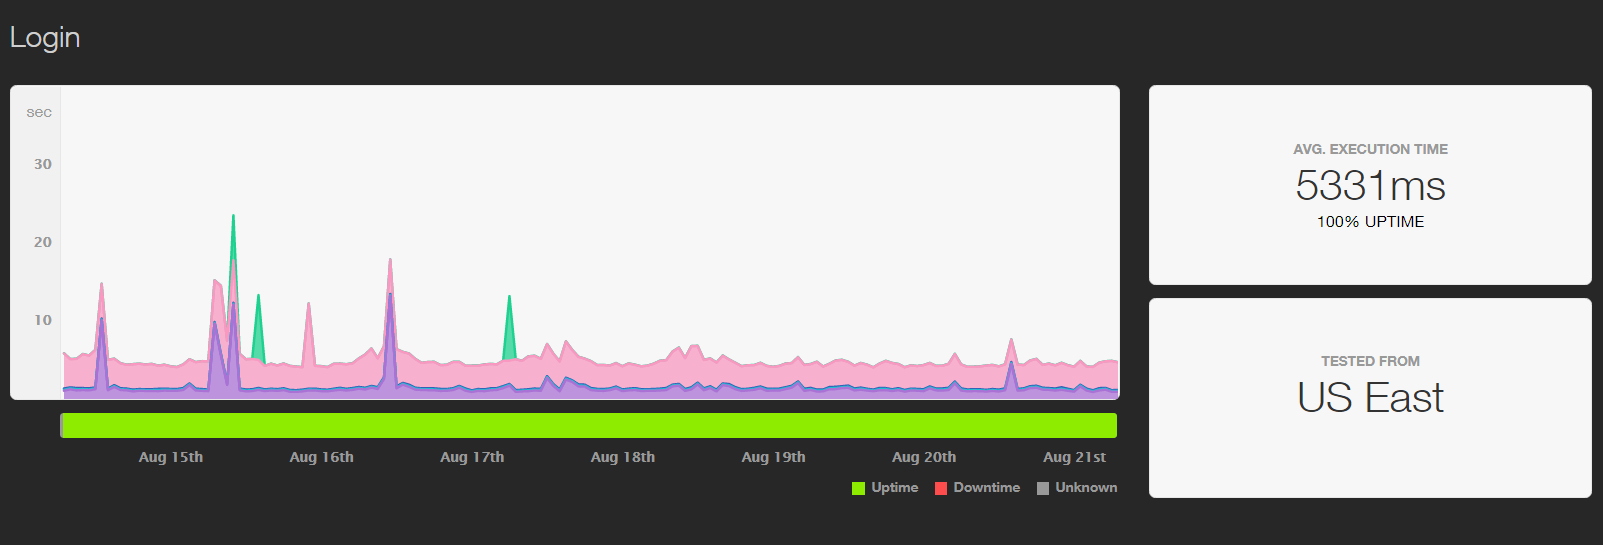 Login
sec
30
20
10
Aug 15th Aug 16th Aug 17th Aug 18th Aug 19th Aug 20th Aug 21st
Uptime Downtime Unknown
AVG. EXECUTION TIME
5331ms
100% UPTIME
TESTED FROM
US East